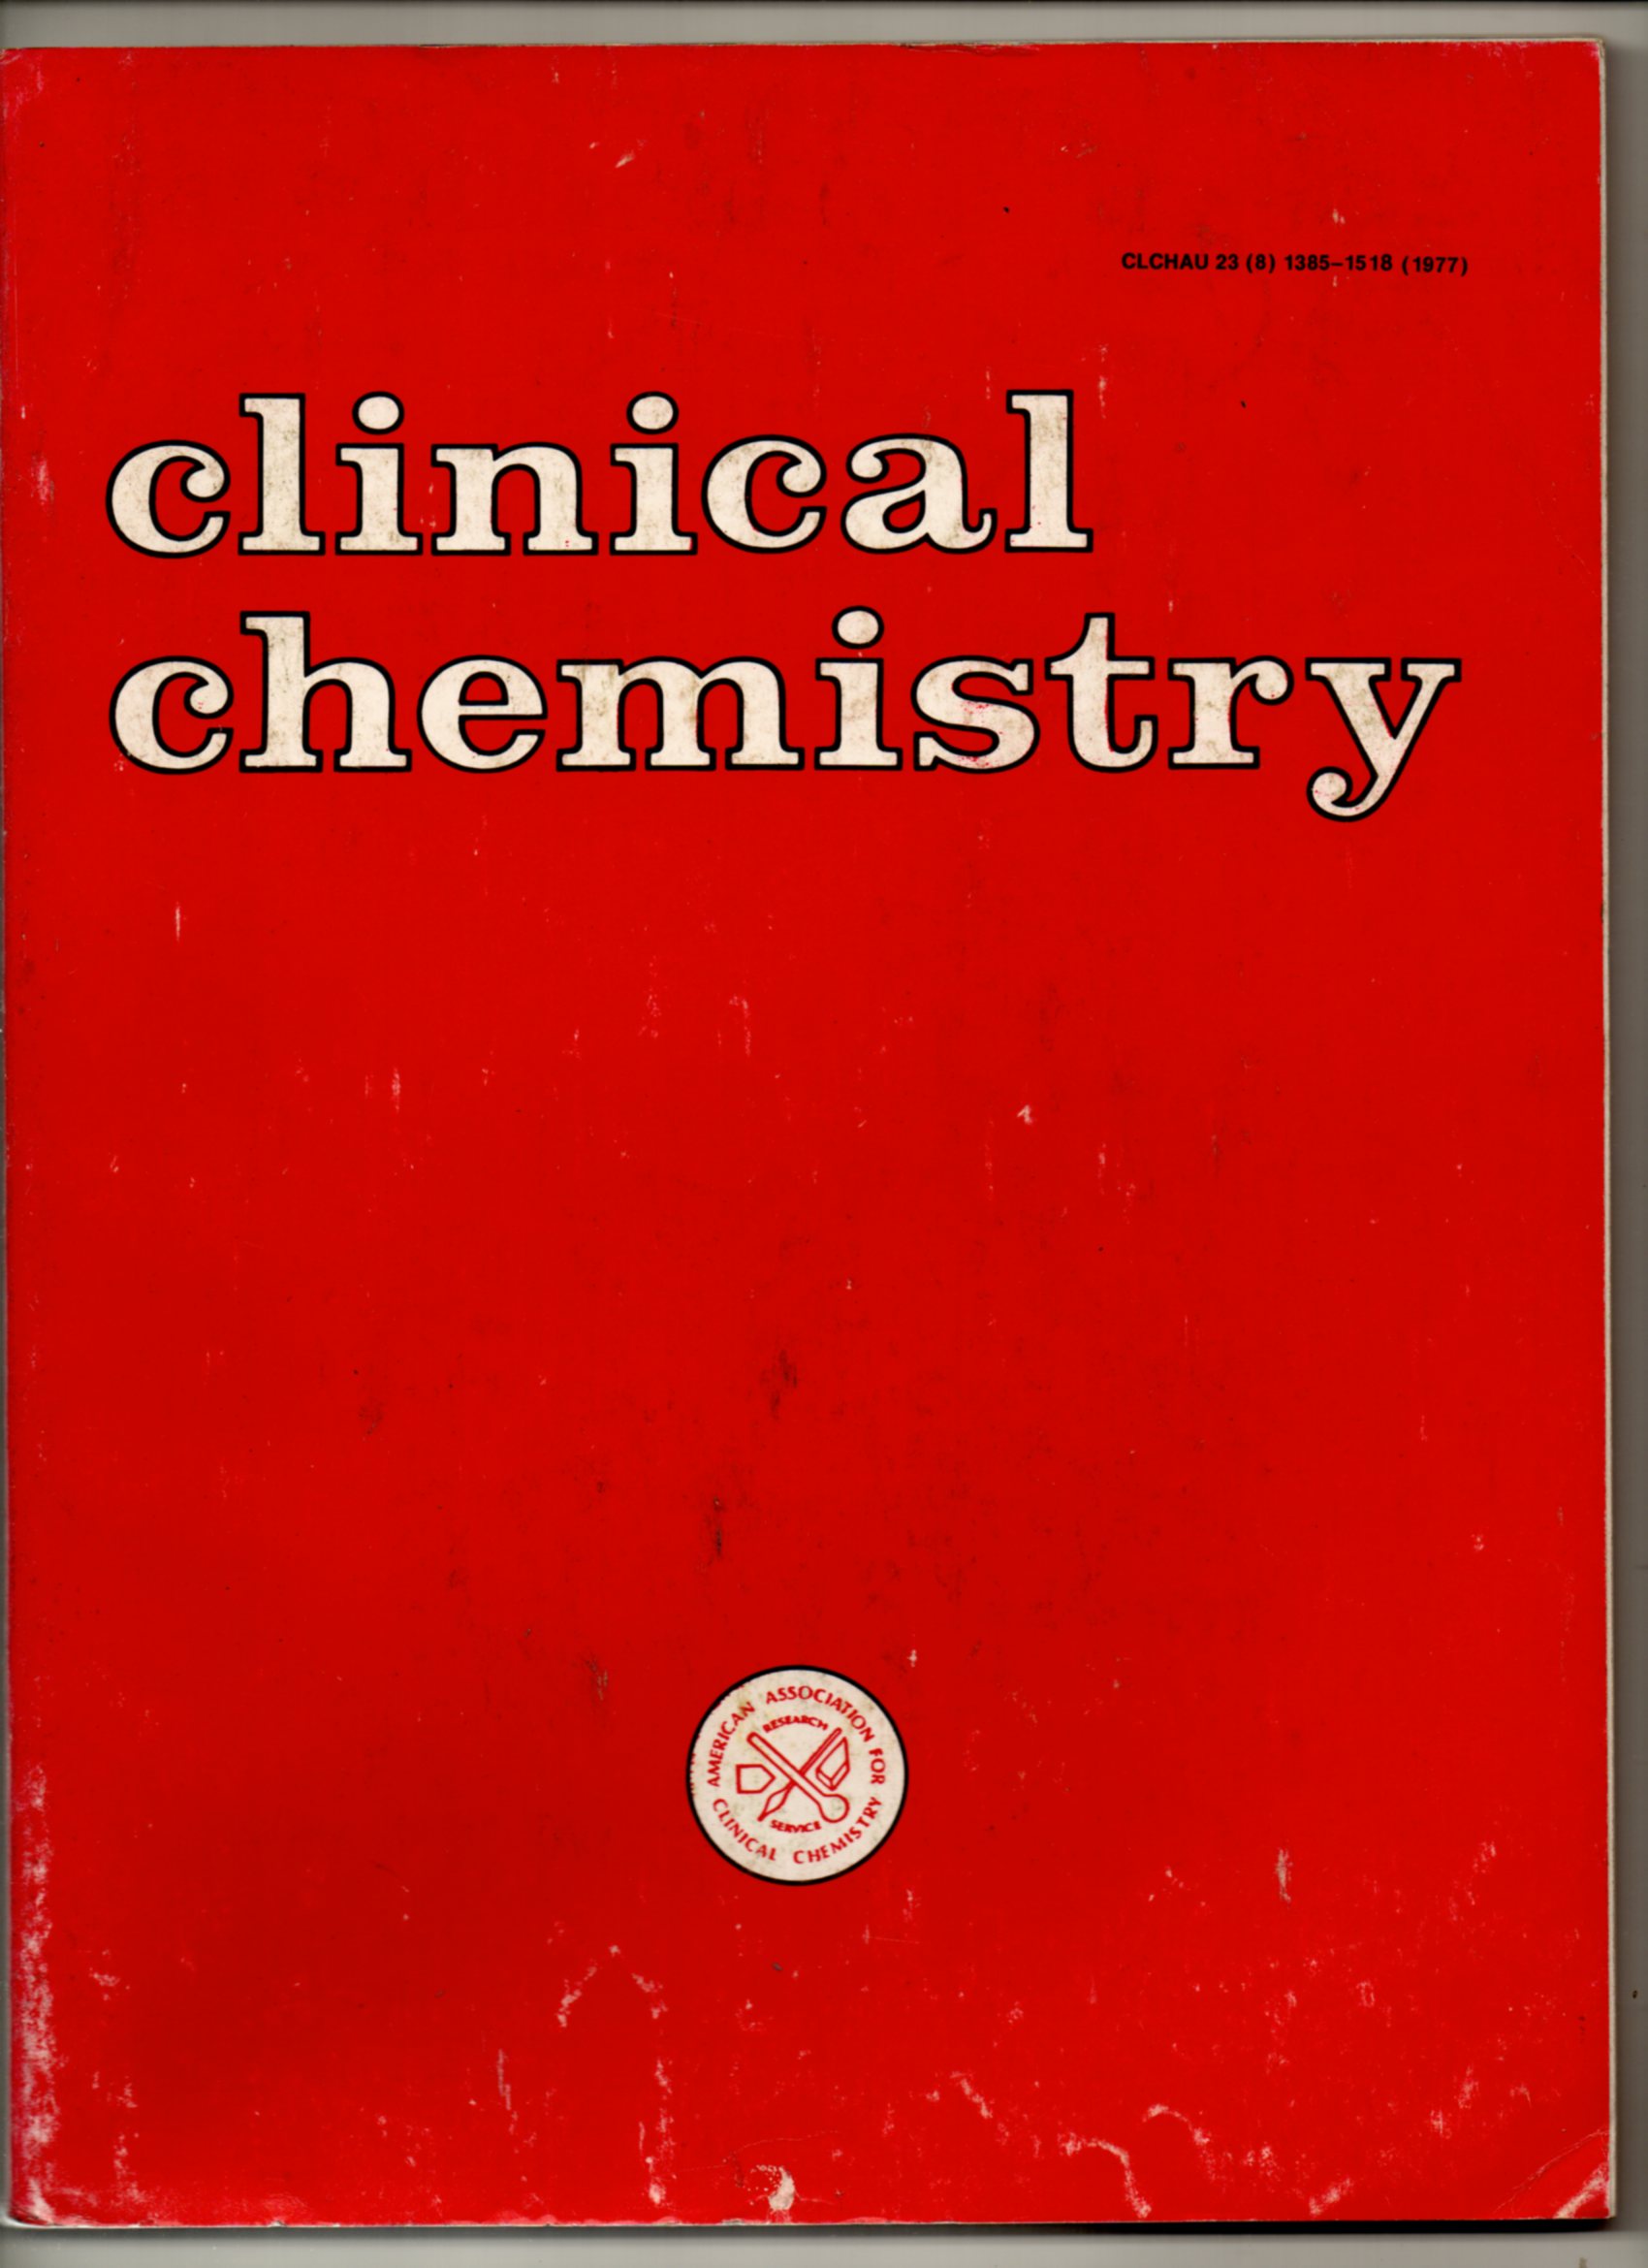 CLCHAU 23 (8) 1385–1518 (1977)
clinical
chemistry
AMERICAN ASSOCIATION FOR
RESEARCH
SERVICE
CLINICAL CHEMISTRY